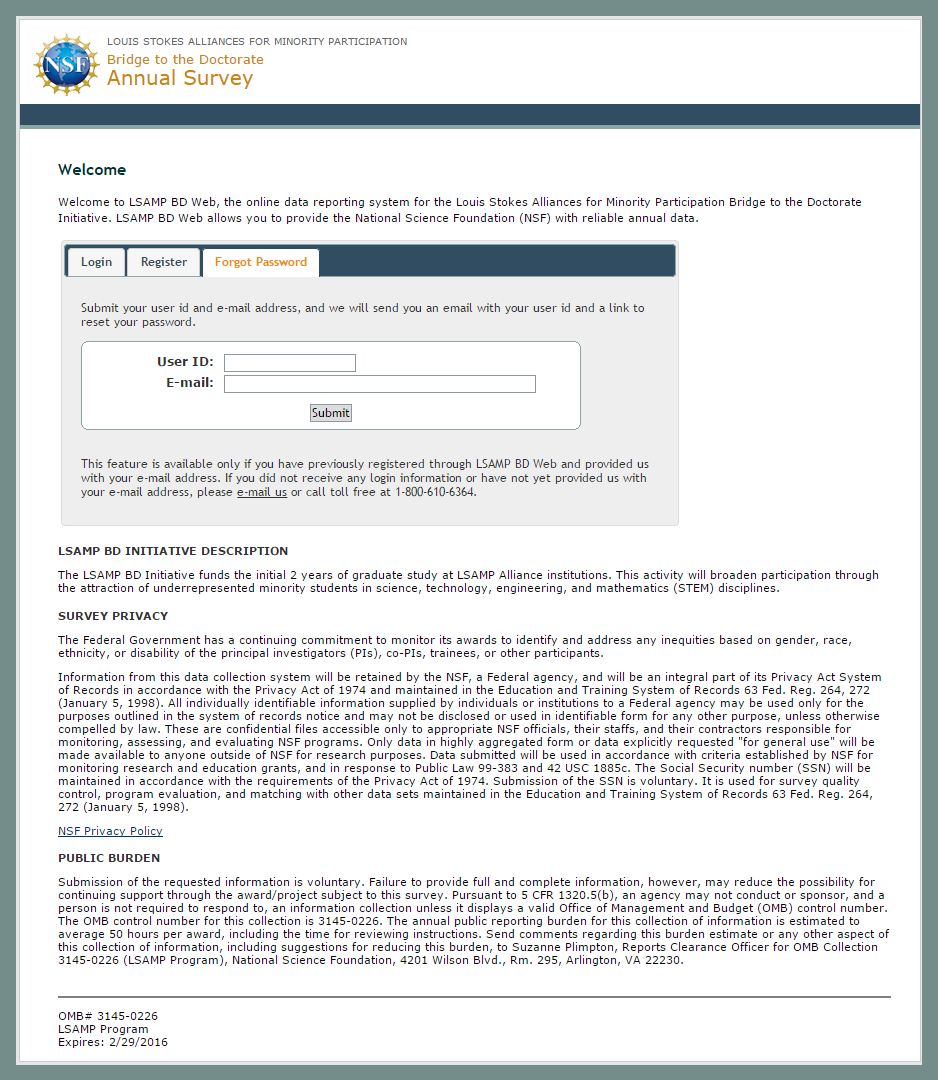 NSF
LOUIS STOKES ALLIANCES FOR MINORITY PARTICIPATION
Bridge to the Doctorate
Annual Survey
Welcome
Welcome to LSAMP BD Web, the online data reporting system for the Louis Stokes Alliances for Minority Participation Bridge to the Doctorate
Initiative. LSAMP BD Web allows you to provide the National Science Foundation (NSF) with reliable annual data.
Login Register Forgot Password
Submit your user id and e-mail address, and we will send you an email with your user id and a link to
reset your password.
User ID:
E-mail:
Submit
This feature is available only if you have previously registered through LSAMP BD Web and provided us
with your e-mail address. If you did not receive any login information or have not yet provided us with
your e-mail address, please e-mail us or call toll free at 1-800-610-6364.
LSAMP BD INITIATIVE DESCRIPTION
The LSAMP BD Initiative funds the initial 2 years of graduate study at LSAMP Alliance institutions. This activity will broaden participation through
the attraction of underrepresented minority students in science, technology, engineering, and mathematics (STEM) disciplines.
SURVEY PRIVACY
The Federal Government has a continuing commitment to monitor its awards to identify and address any inequities based on gender, race,
ethnicity, or disability of the principal investigators (PIs), co-PIs, trainees, or other participants.
Information from this data collection system will be retained by the NSF, a Federal agency, and will be an integral part of its Privacy Act System
of Records in accordance with the Privacy Act of 1974 and maintained in the Education and Training System of Records 63 Fed. Reg. 264, 272
(January 5, 1998). All individually identifiable information supplied by individuals or institutions to a Federal agency may be used only for the
purposes outlined in the system of records notice and may not be disclosed or used in identifiable form for any other purpose, unless otherwise
compelled by law. These are confidential files accessible only to appropriate NSF officials, their staffs, and their contractors responsible for
monitoring, assessing, and evaluating NSF programs. Only data in highly aggregated form or data explicitly requested "for general use" will be
made available to anyone outside of NSF for research purposes. Data submitted will be used in accordance with criteria established by NSF for
monitoring research and education grants, and in response to Public Law 99-383 and 42 USC 1885c. The Social Security number (SSN) will be
maintained in accordance with the requirements of the Privacy Act of 1974. Submission of the SSN is voluntary. It is used for survey quality
control, program evaluation, and matching with other data sets maintained in the Education and Training System of Records 63 Fed. Reg. 264,
272 (January 5, 1998).
NSF Privacy Policy
PUBLIC BURDEN
Submission of the requested information is voluntary. Failure to provide full and complete information, however, may reduce the possibility for
continuing support through the award/project subject to this survey. Pursuant to 5 CFR 1320.5(b), an agency may not conduct or sponsor, and a
person is not required to respond to, an information collection unless it displays a valid Office of Management and Budget (OMB) control number.
The OMB control number for this collection is 3145-0226. The annual public reporting burden for this collection of information is estimated to
average 50 hours per award, including the time for reviewing instructions. Send comments regarding this burden estimate or any other aspect of
this collection of information, including suggestions for reducing this burden, to Suzanne Plimpton, Reports Clearance Officer for OMB Collection
3145-0226 (LSAMP Program), National Science Foundation, 4201 Wilson Blvd., Rm. 295, Arlington, VA 22230.
OMB# 3145-0226
LSAMP Program
Expires: 2/29/2016